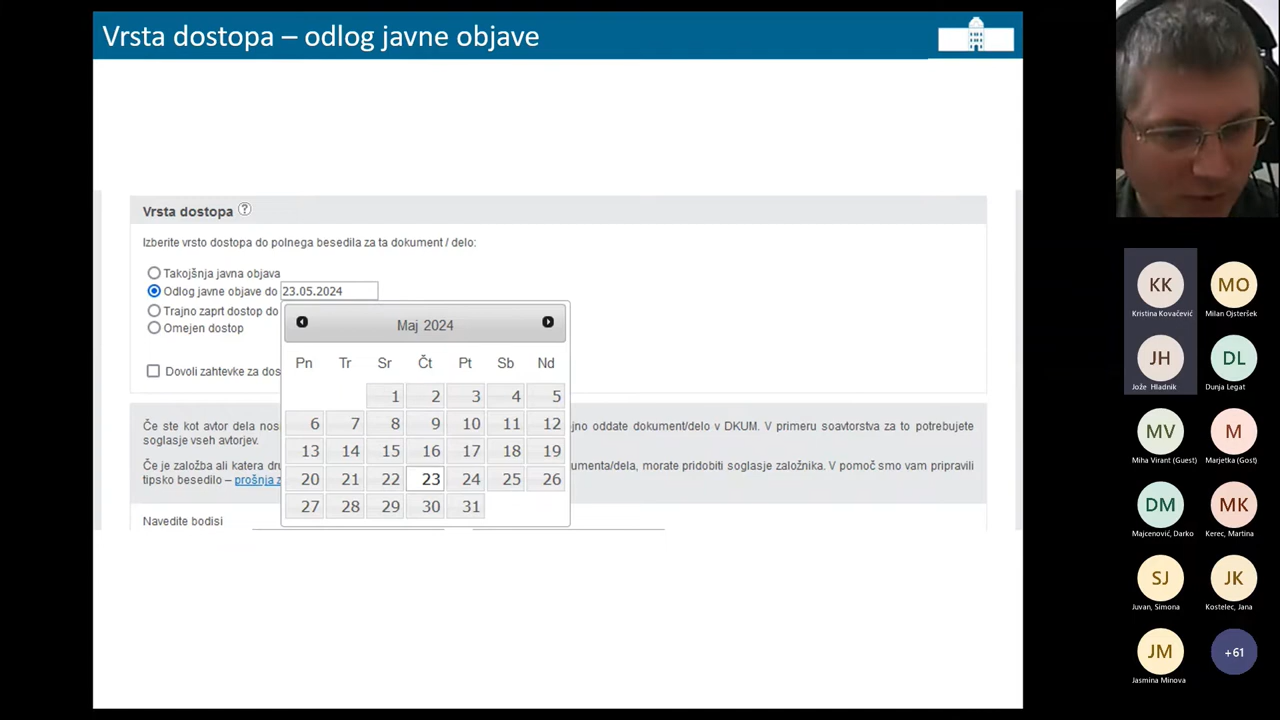 Vrsta dostopa – odlog javne objave
Vrsta dostopa ?
Izberite vrsto dostopa do polnega besedila za ta dokument / delo:
Takojšnja javna objava
Odlog javne objave do 23.05.2024
Trajno zaprt dostop do
Omejen dostop
Maj 2024
Pn Tr Sr Čt Pt Sb Nd
1 2 3 4 5
6 7 8 9 10 11 12
13 14 15 16 17 18 19
20 21 22 23 24 25 26
27 28 29 30 31
Dovoli zahtevke za dos
Če ste kot avtor dela nos jno oddate dokument/delo v DKUM. V primeru soavtorstva za to potrebujete
soglasje vseh avtorjev.
Če je založba ali katera dru umenta/dela, morate pridobiti soglasje založnika. V pomoč smo vam pripravili
tipsko besedilo – prošnja z
Navedite bodisi
KK MO
Kristina Kovačević Milan Ojsteršek
JH DL
Jože Hladnik Dunja Legat
MV M
Miha Virant (Guest) Marjetka (Gost)
DM MK
Majcenović, Darko Kerec, Martina
SJ JK
Juvan, Simona Kostelec, Jana
JM +61
Jasmina Minova